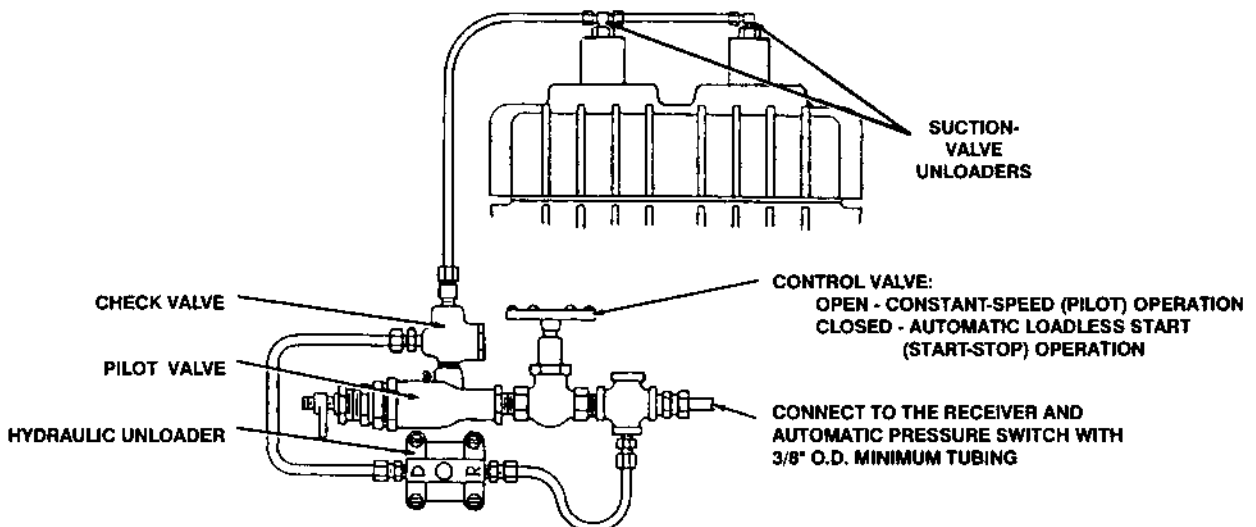 SUCTION-
VALVE
UNLOADERS
CHECK VALVE
CONTROL VALVE:
OPEN - CONSTANT-SPEED (PILOT) OPERATION
CLOSED - AUTOMATIC LOADLESS START
(START-STOP) OPERATION
PILOT VALVE
CONNECT TO THE RECEIVER AND
AUTOMATIC PRESSURE SWITCH WITH
3/8" O.D. MINIMUM TUBING
HYDRAULIC UNLOADER
D O R